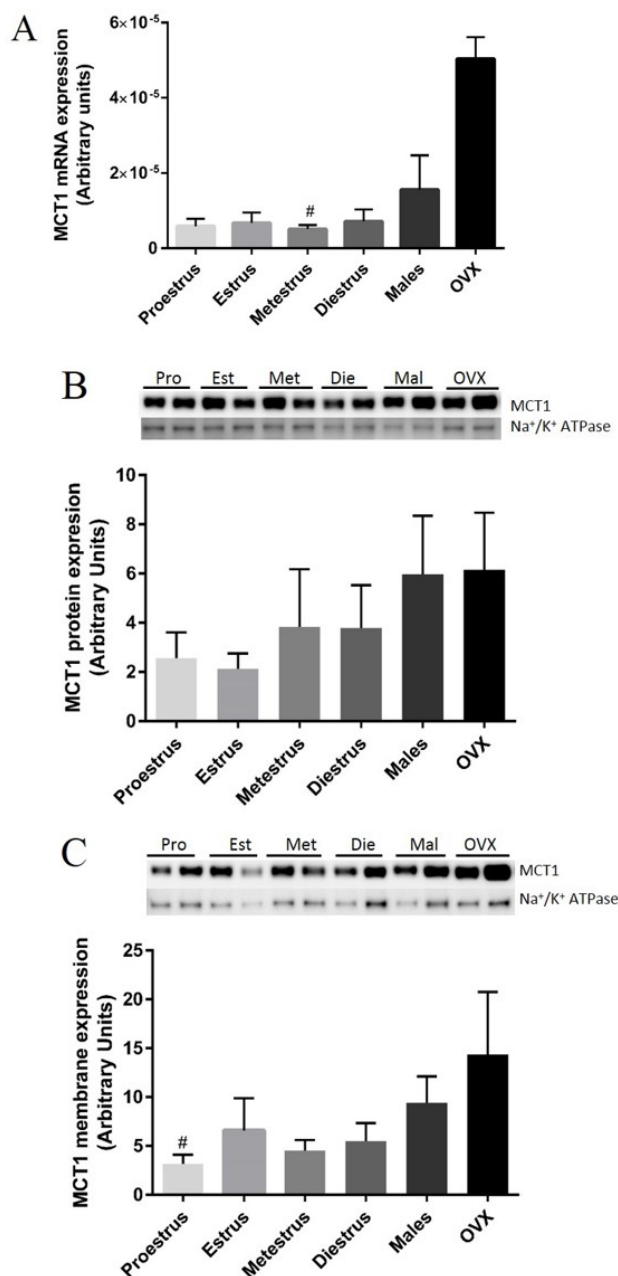 A
MCT1 mRNA expression
(Arbitrary units)
6×10⁻⁵
4×10⁻⁵
2×10⁻⁵
0
#
Proestrus
Estrus
Metestrus
Diestrus
Males
OVX
B
Pro Est Met Die Mal OVX
MCT1
Na⁺/K⁺ ATPase
MCT1 protein expression
(Arbitrary Units)
10
8
6
4
2
0
Proestrus
Estrus
Metestrus
Diestrus
Males
OVX
C
Pro Est Met Die Mal OVX
MCT1
Na⁺/K⁺ ATPase
MCT1 membrane expression
(Arbitrary Units)
25
20
15
10
5
0
#
Proestrus
Estrus
Metestrus
Diestrus
Males
OVX